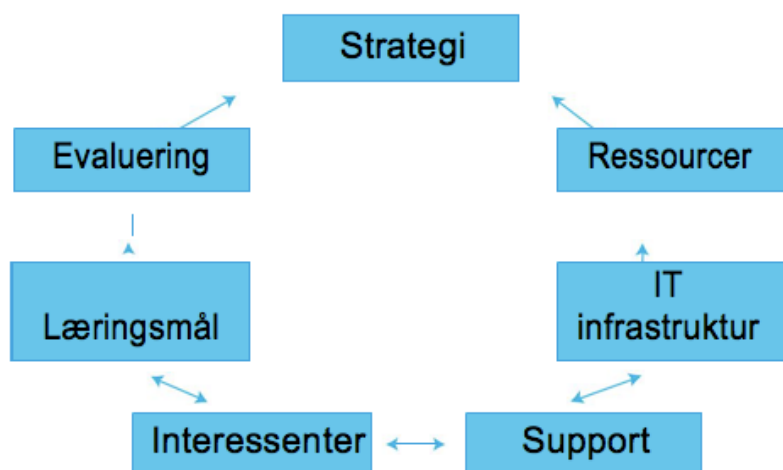 Strategi
Evaluering
Ressourcer
Læringsmål
IT
infrastruktur
Interessenter
Support